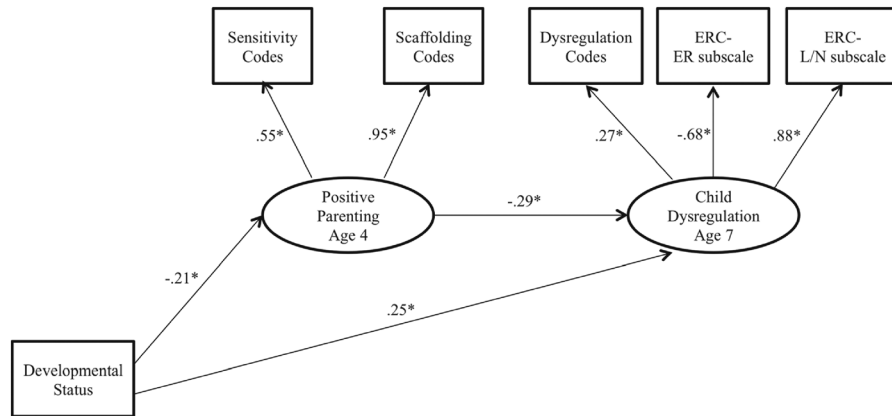 Sensitivity
Codes
Scaffolding
Codes
Dysregulation
Codes
ERC-
ER subscale
ERC-
L/N subscale
.55*
.95*
.27*
-.68*
.88*
Positive
Parenting
Age 4
-.29*
Child
Dysregulation
Age 7
-.21*
.25*
Developmental
Status